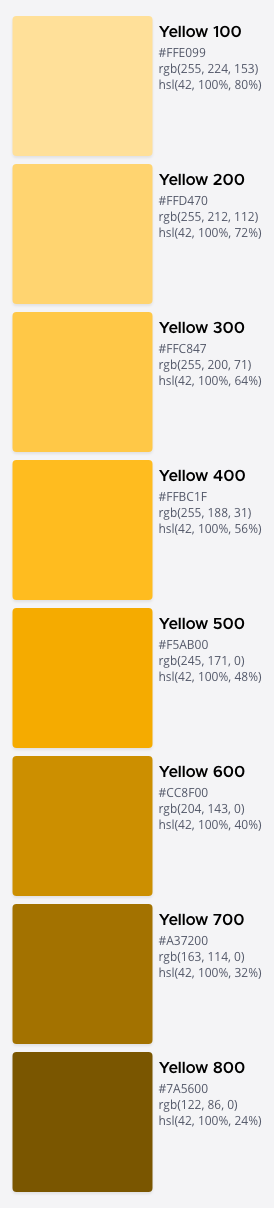 Yellow 100
#FFE099
rgb(255, 224, 153)
hsl(42, 100%, 80%)
Yellow 200
#FFD470
rgb(255, 212, 112)
hsl(42, 100%, 72%)
Yellow 300
#FFC847
rgb(255, 200, 71)
hsl(42, 100%, 64%)
Yellow 400
#FFBC1F
rgb(255, 188, 31)
hsl(42, 100%, 56%)
Yellow 500
#F5AB00
rgb(245, 171, 0)
hsl(42, 100%, 48%)
Yellow 600
#CC8F00
rgb(204, 143, 0)
hsl(42, 100%, 40%)
Yellow 700
#A37200
rgb(163, 114, 0)
hsl(42, 100%, 32%)
Yellow 800
#7A5600
rgb(122, 86, 0)
hsl(42, 100%, 24%)